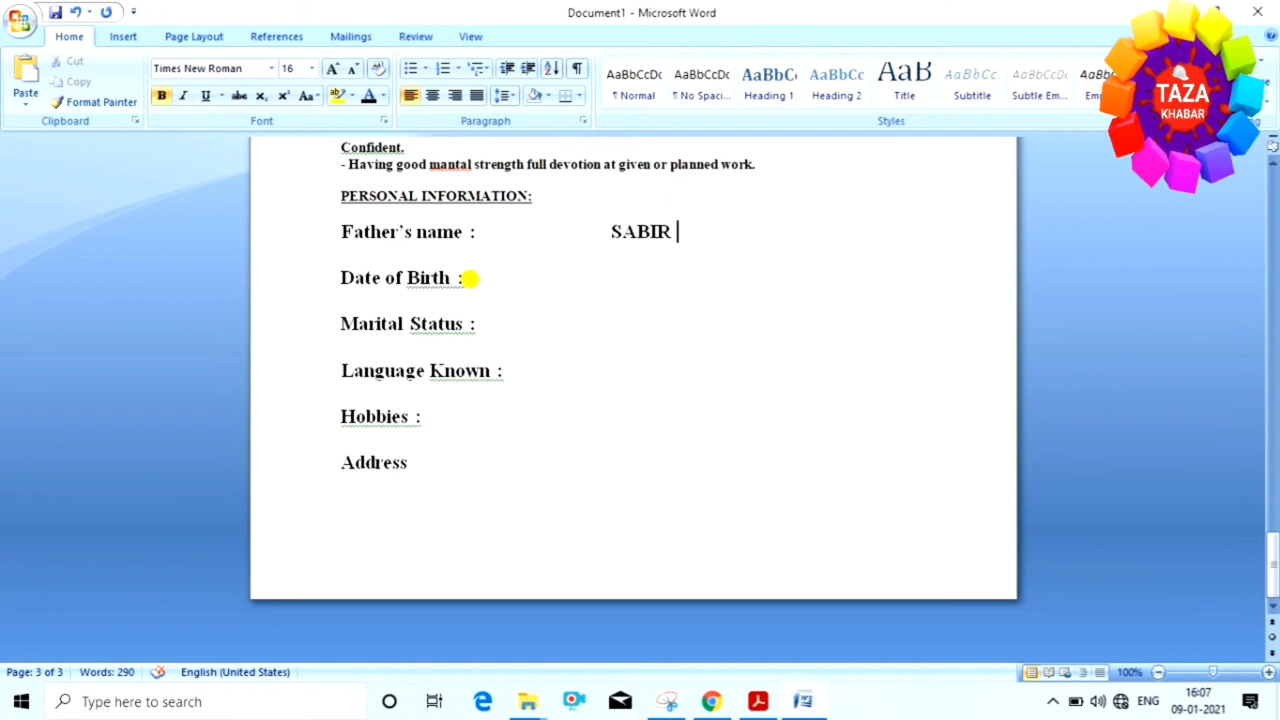 Document1 - Microsoft Word
Home Insert Page Layout References Mailings Review View
Paste
Cut
Copy
Format Painter
Clipboard
Times New Roman 16
Font
Paragraph
AaBbCcDc AaBbCcDc AaBbCc AaBbCc AaB AaBbCc. AaBbCcDc AaBb
¶ Normal ¶ No Spaci... Heading 1 Heading 2 Title Subtitle Subtle Em...
Styles
TAZA
KHABAR
Confident.
- Having good mantal strength full devotion at given or planned work.
PERSONAL INFORMATION:
Father's name : SABIR
Date of Birth :
Marital Status :
Language Known :
Hobbies :
Address
Page: 3 of 3 Words: 290 English (United States) 100%
Type here to search
ENG
16:07
09-01-2021